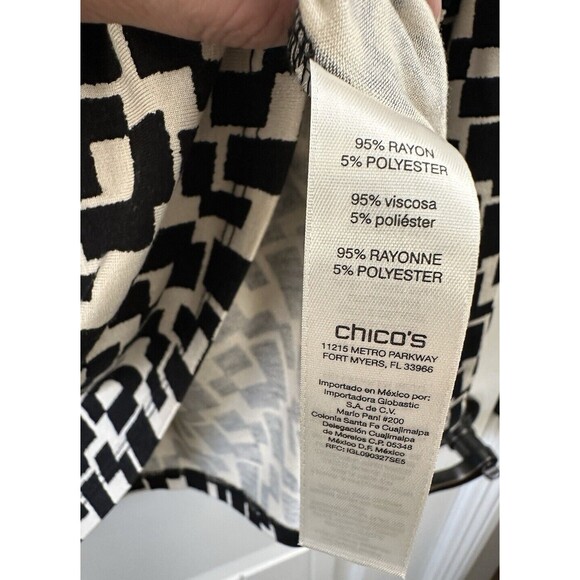 95% RAYON
5% POLYESTER
95% viscosa
5% poliéster
95% RAYONNE
5% POLYESTER
chico's
11215 METRO PARKWAY
FORT MYERS, FL 33966
Importado en México por:
Importadora Globastic
S.A. de C.V.
Mario Pani #200
Colonia Santa Fe Cuajimalpa
Delegación Cuajimalpa
de Morelos C.P. 05348
México D.F. México
RFC: IGL090327SE5